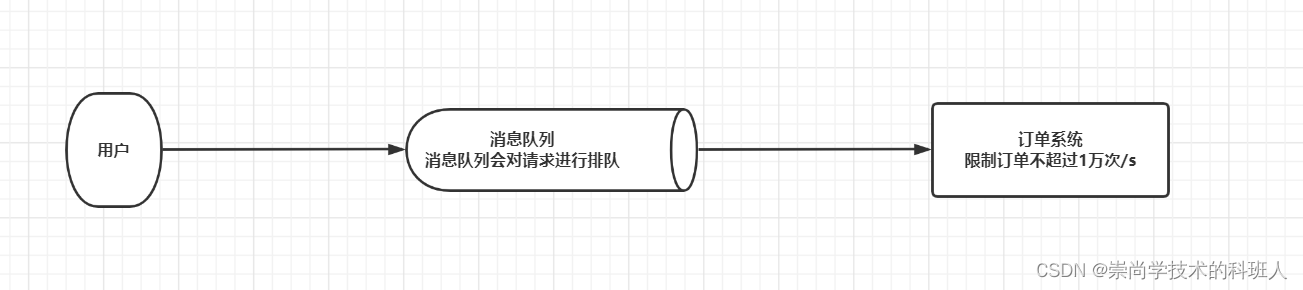 用户
消息队列
消息队列会对请求进行排队
订单系统
限制订单不超过1万次/s
CSDN @崇尚学技术的科班人